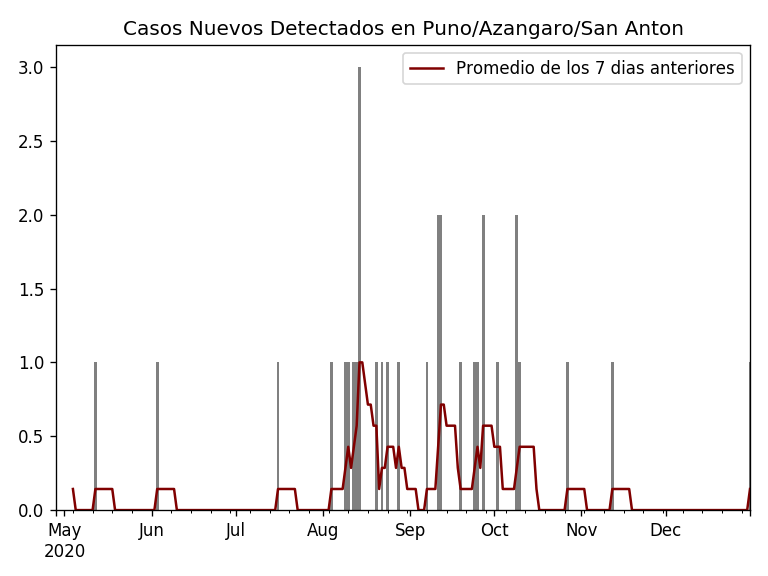 Casos Nuevos Detectados en Puno/Azangaro/San Anton
Promedio de los 7 dias anteriores
3.0
2.5
2.0
1.5
1.0
0.5
0.0
May Jun Jul Aug Sep Oct Nov Dec
2020